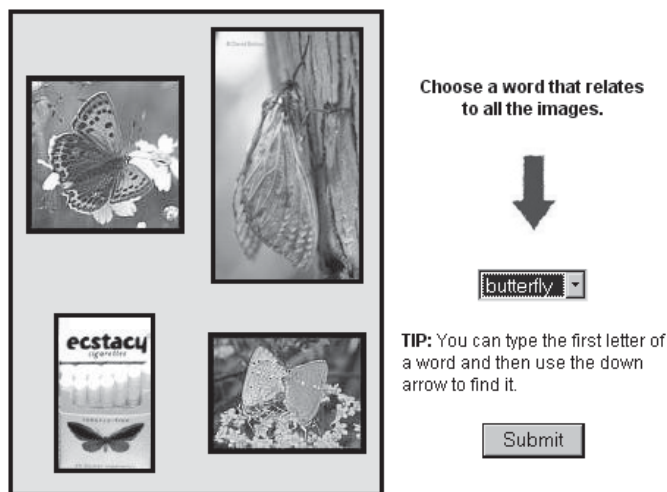 Choose a word that relates
to all the images.
butterfly
TIP: You can type the first letter of
a word and then use the down
arrow to find it.
Submit
ecstacy
cigarettes